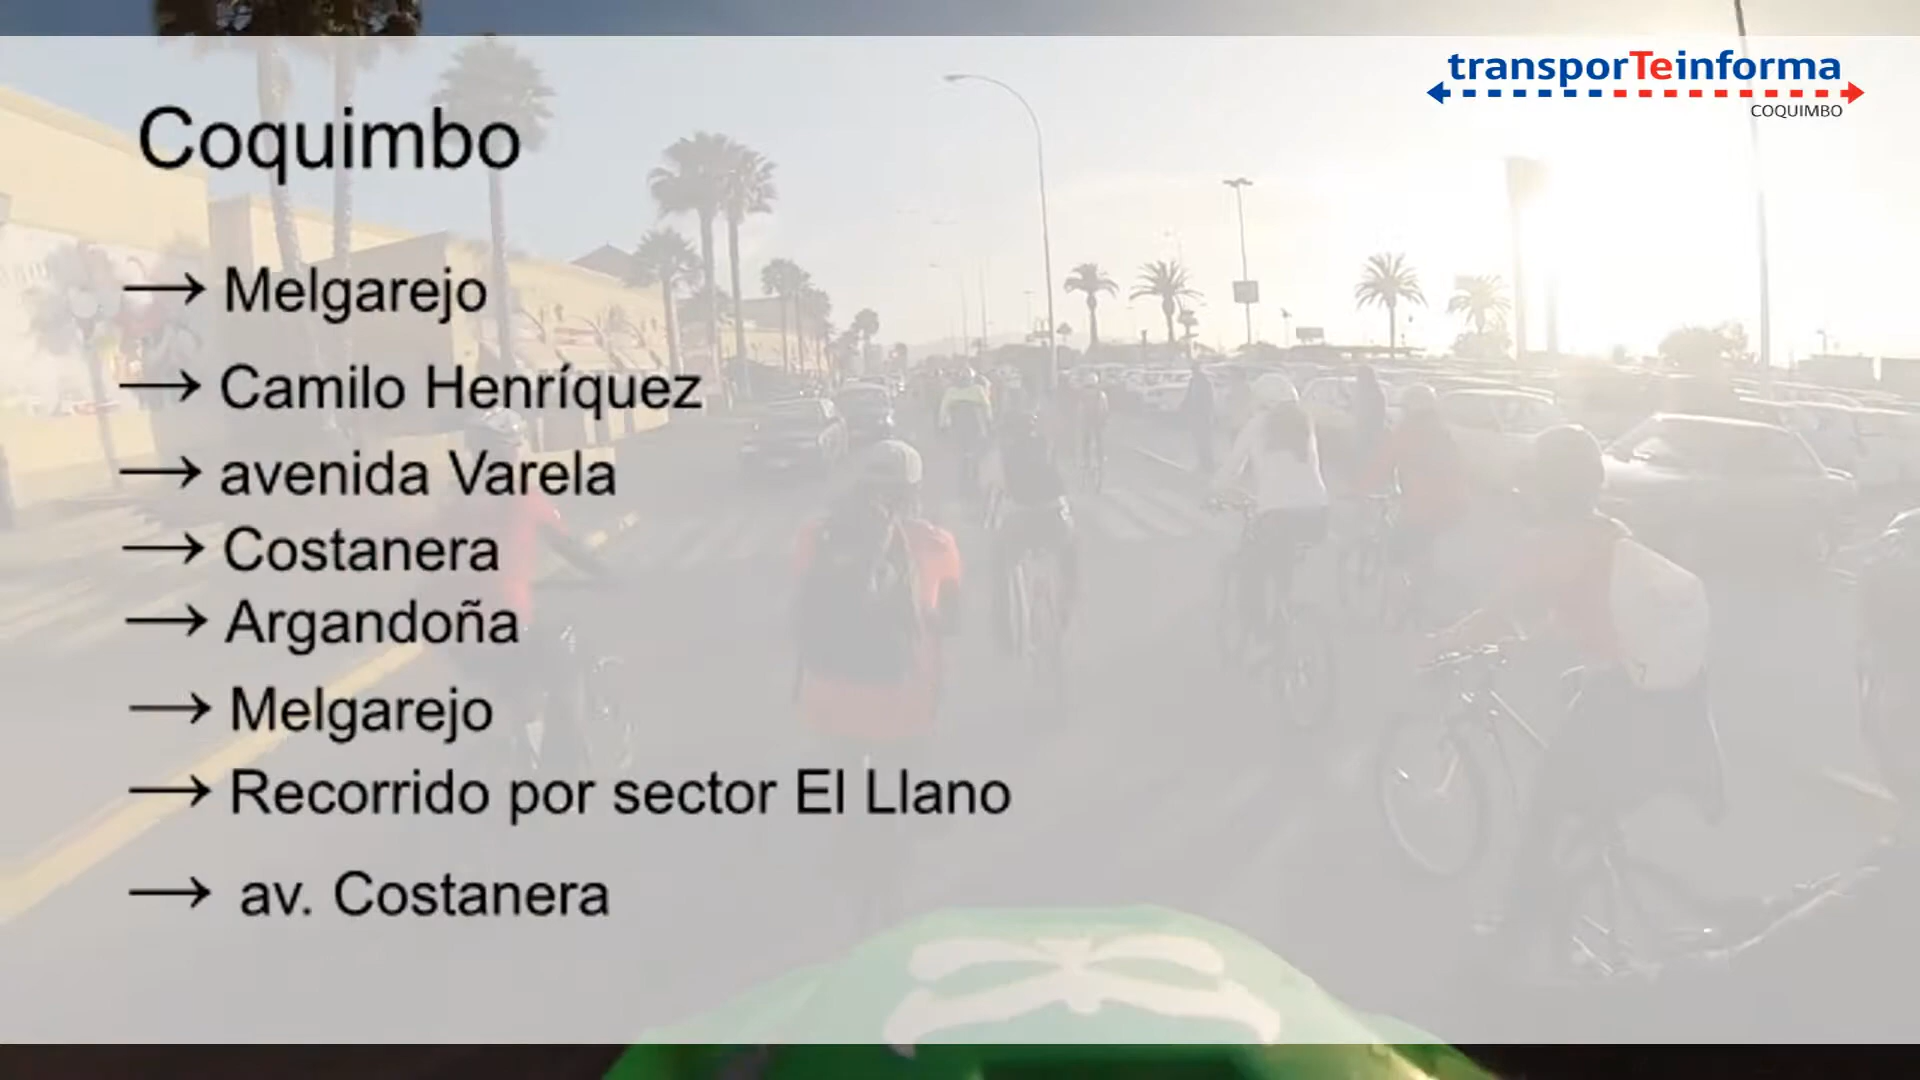 transporTeinforma
COQUIMBO
Coquimbo
→ Melgarejo
→ Camilo Henríquez
→ avenida Varela
→ Costanera
→ Argandoña
→ Melgarejo
→ Recorrido por sector El Llano
→ av. Costanera